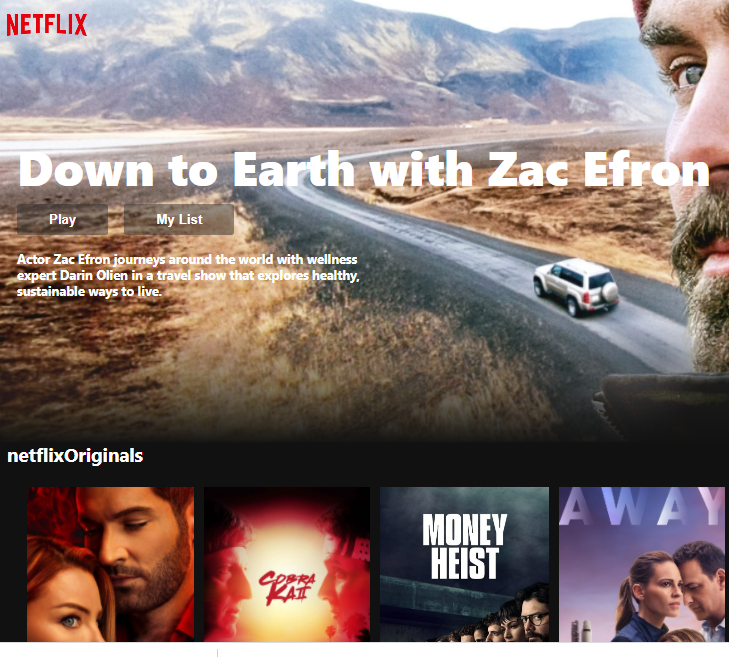 NETFLIX
Down to Earth with Zac Efron
Play
My List
Actor Zac Efron journeys around the world with wellness
expert Darin Olien in a travel show that explores healthy,
sustainable ways to live.
netflixOriginals
COBRA
KAI
MONEY
HEIST
AWAY